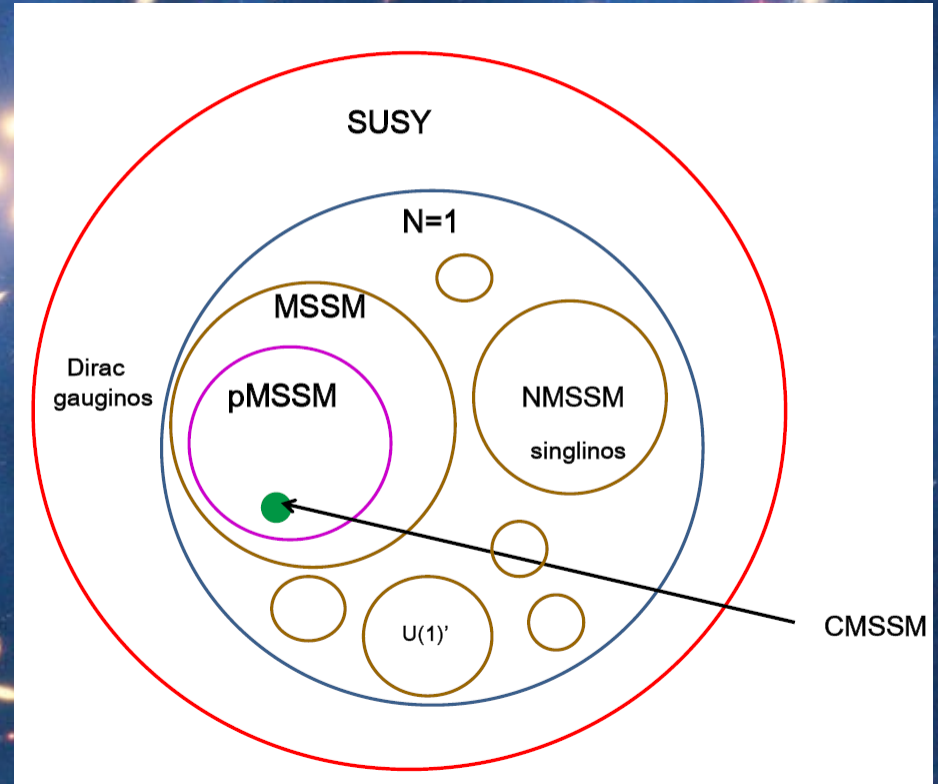 SUSY
N=1
MSSM
Dirac
gauginos
pMSSM
NMSSM
singlinos
U(1)’
CMSSM